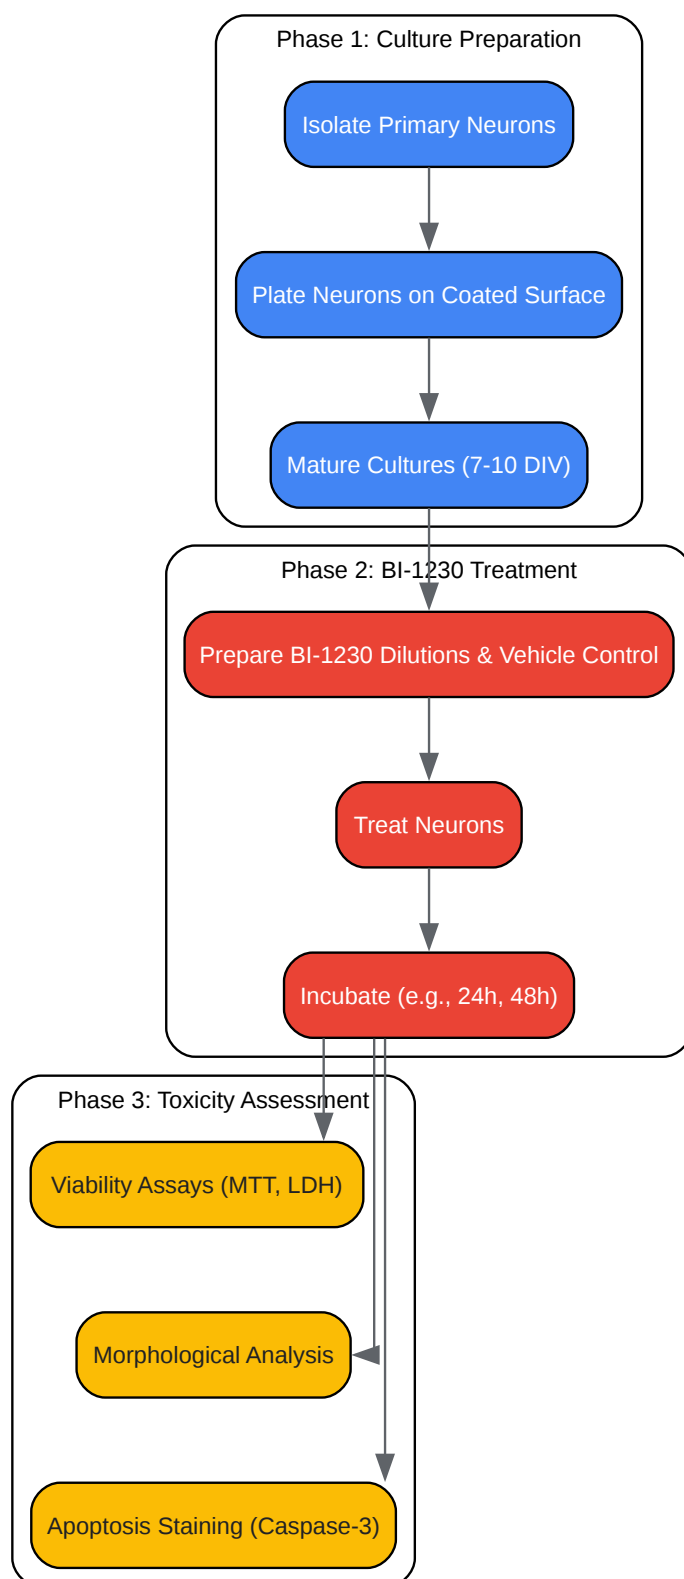 Phase 1: Culture Preparation
Isolate Primary Neurons
Plate Neurons on Coated Surface
Mature Cultures (7-10 DIV)
Phase 2: BI-1230 Treatment
Prepare BI-1230 Dilutions & Vehicle Control
Treat Neurons
Incubate (e.g., 24h, 48h)
Phase 3: Toxicity Assessment
Viability Assays (MTT, LDH)
Morphological Analysis
Apoptosis Staining (Caspase-3)